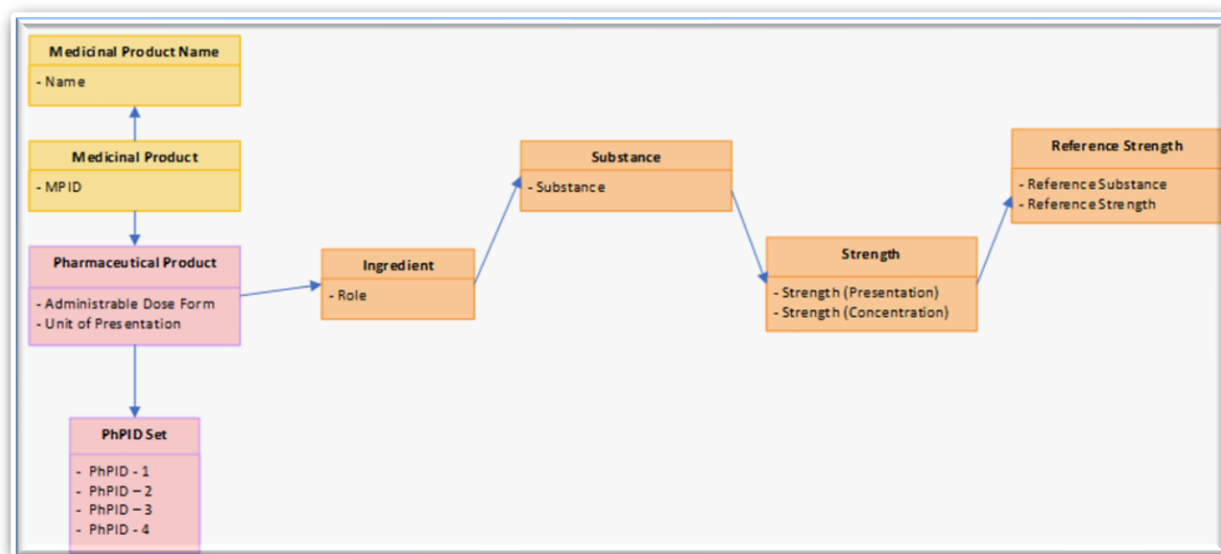 Medicinal Product Name
- Name
Medicinal Product
- MPID
Pharmaceutical Product
- Administrable Dose Form
- Unit of Presentation
PhPID Set
- PhPID - 1
- PhPID – 2
- PhPID – 3
- PhPID - 4
Ingredient
- Role
Substance
- Substance
Strength
- Strength (Presentation)
- Strength (Concentration)
Reference Strength
- Reference Substance
- Reference Strength